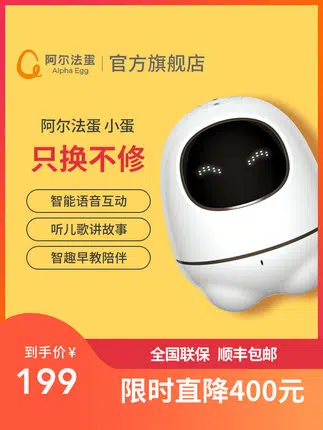 阿尔法蛋
Alpha Egg
官方旗舰店
阿尔法蛋 小蛋
只换不修
智能语音互动
听儿歌讲故事
智趣早教陪伴
到手价¥
199
全国联保 顺丰包邮
限时直降400元